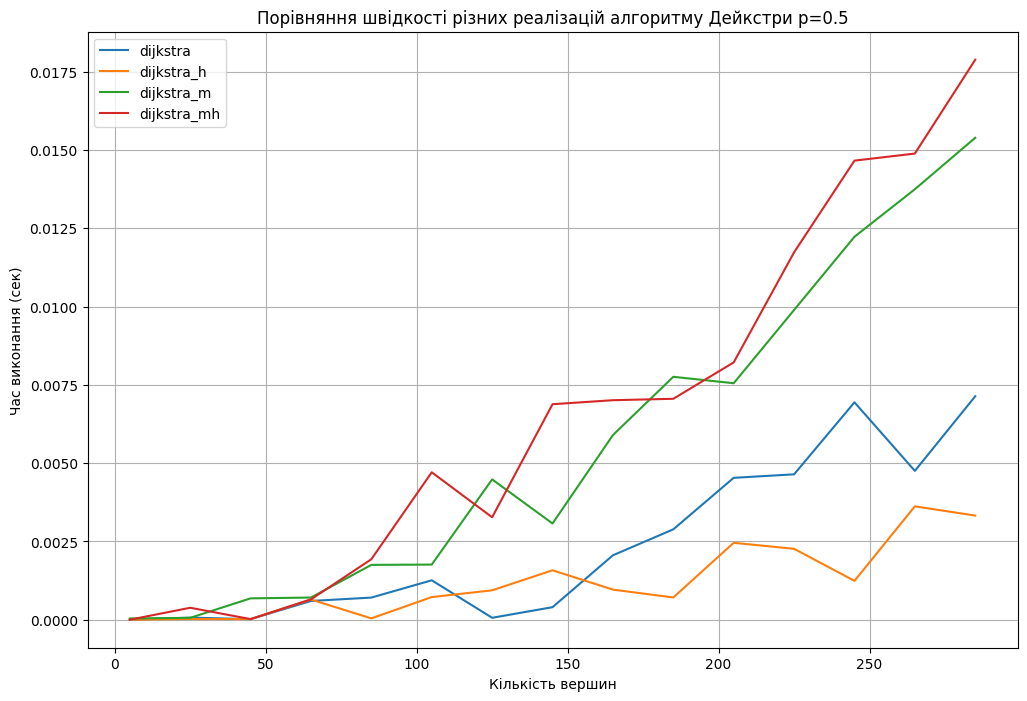 Порівняння швідкості різних реалізацій алгоритму Дейкстри p=0.5
dijkstra
dijkstra_h
dijkstra_m
dijkstra_mh
Час виконання (сек)
0.0175
0.0150
0.0125
0.0100
0.0075
0.0050
0.0025
0.0000
0 50 100 150 200 250
Кількість вершин